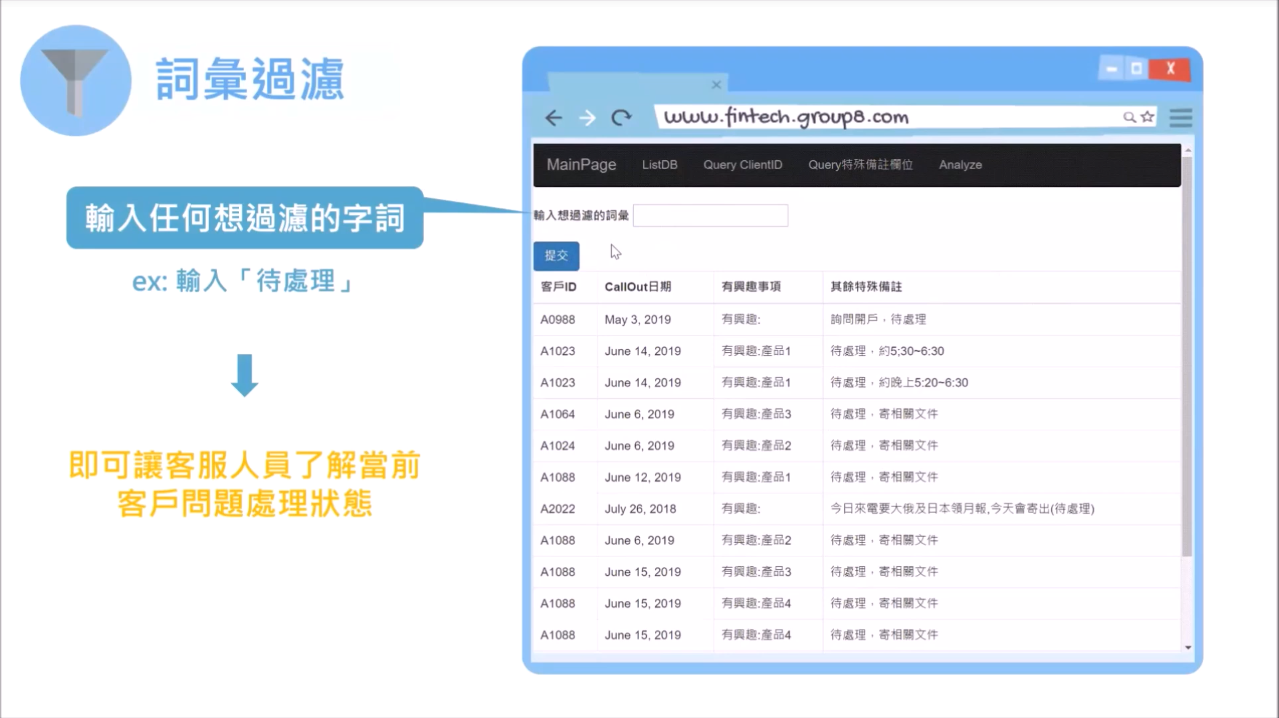 詞彙過濾
輸入任何想過濾的字詞
ex: 輸入「待處理」
即可讓客服人員了解當前
客戶問題處理狀態
www.fintech.group8.com
MainPage ListDB Query ClientID Query特殊備註欄位 Analyze
輸入想過濾的詞彙
提交
客戶ID CallOut日期 有興趣事項 其餘特殊備註
A0988 May 3, 2019 有興趣: 詢問開戶，待處理
A1023 June 14, 2019 有興趣:產品1 待處理，約5;30~6:30
A1023 June 14, 2019 有興趣:產品1 待處理，約晚上5:20~6:30
A1064 June 6, 2019 有興趣:產品3 待處理，寄相關文件
A1024 June 6, 2019 有興趣:產品2 待處理，寄相關文件
A1088 June 12, 2019 有興趣:產品1 待處理，寄相關文件
A2022 July 26, 2018 有興趣: 今日來電要大俄及日本領月報,今天會寄出(待處理)
A1088 June 6, 2019 有興趣:產品2 待處理，寄相關文件
A1088 June 15, 2019 有興趣:產品3 待處理，寄相關文件
A1088 June 15, 2019 有興趣:產品4 待處理，寄相關文件
A1088 June 15, 2019 有興趣:產品4 待處理，寄相關文件